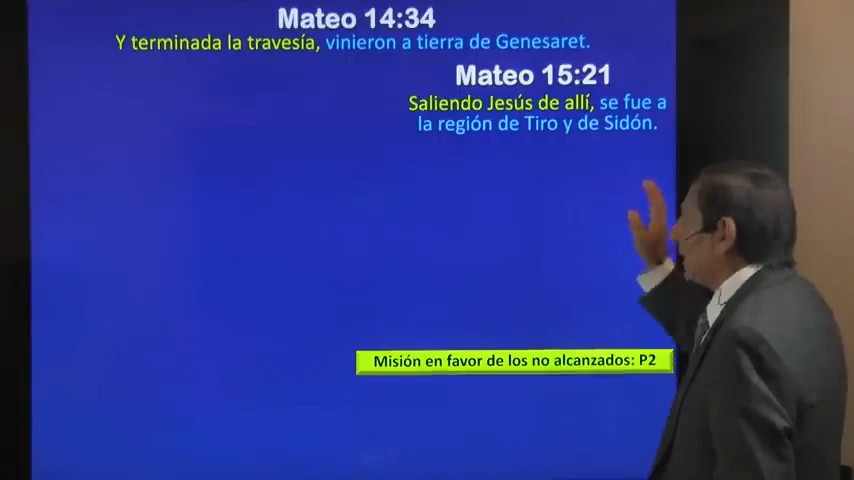 Mateo 14:34
Y terminada la travesía, vinieron a tierra de Genesaret.
Mateo 15:21
Saliendo Jesús de allí, se fue a
la región de Tiro y de Sidón.
Misión en favor de los no alcanzados: P2